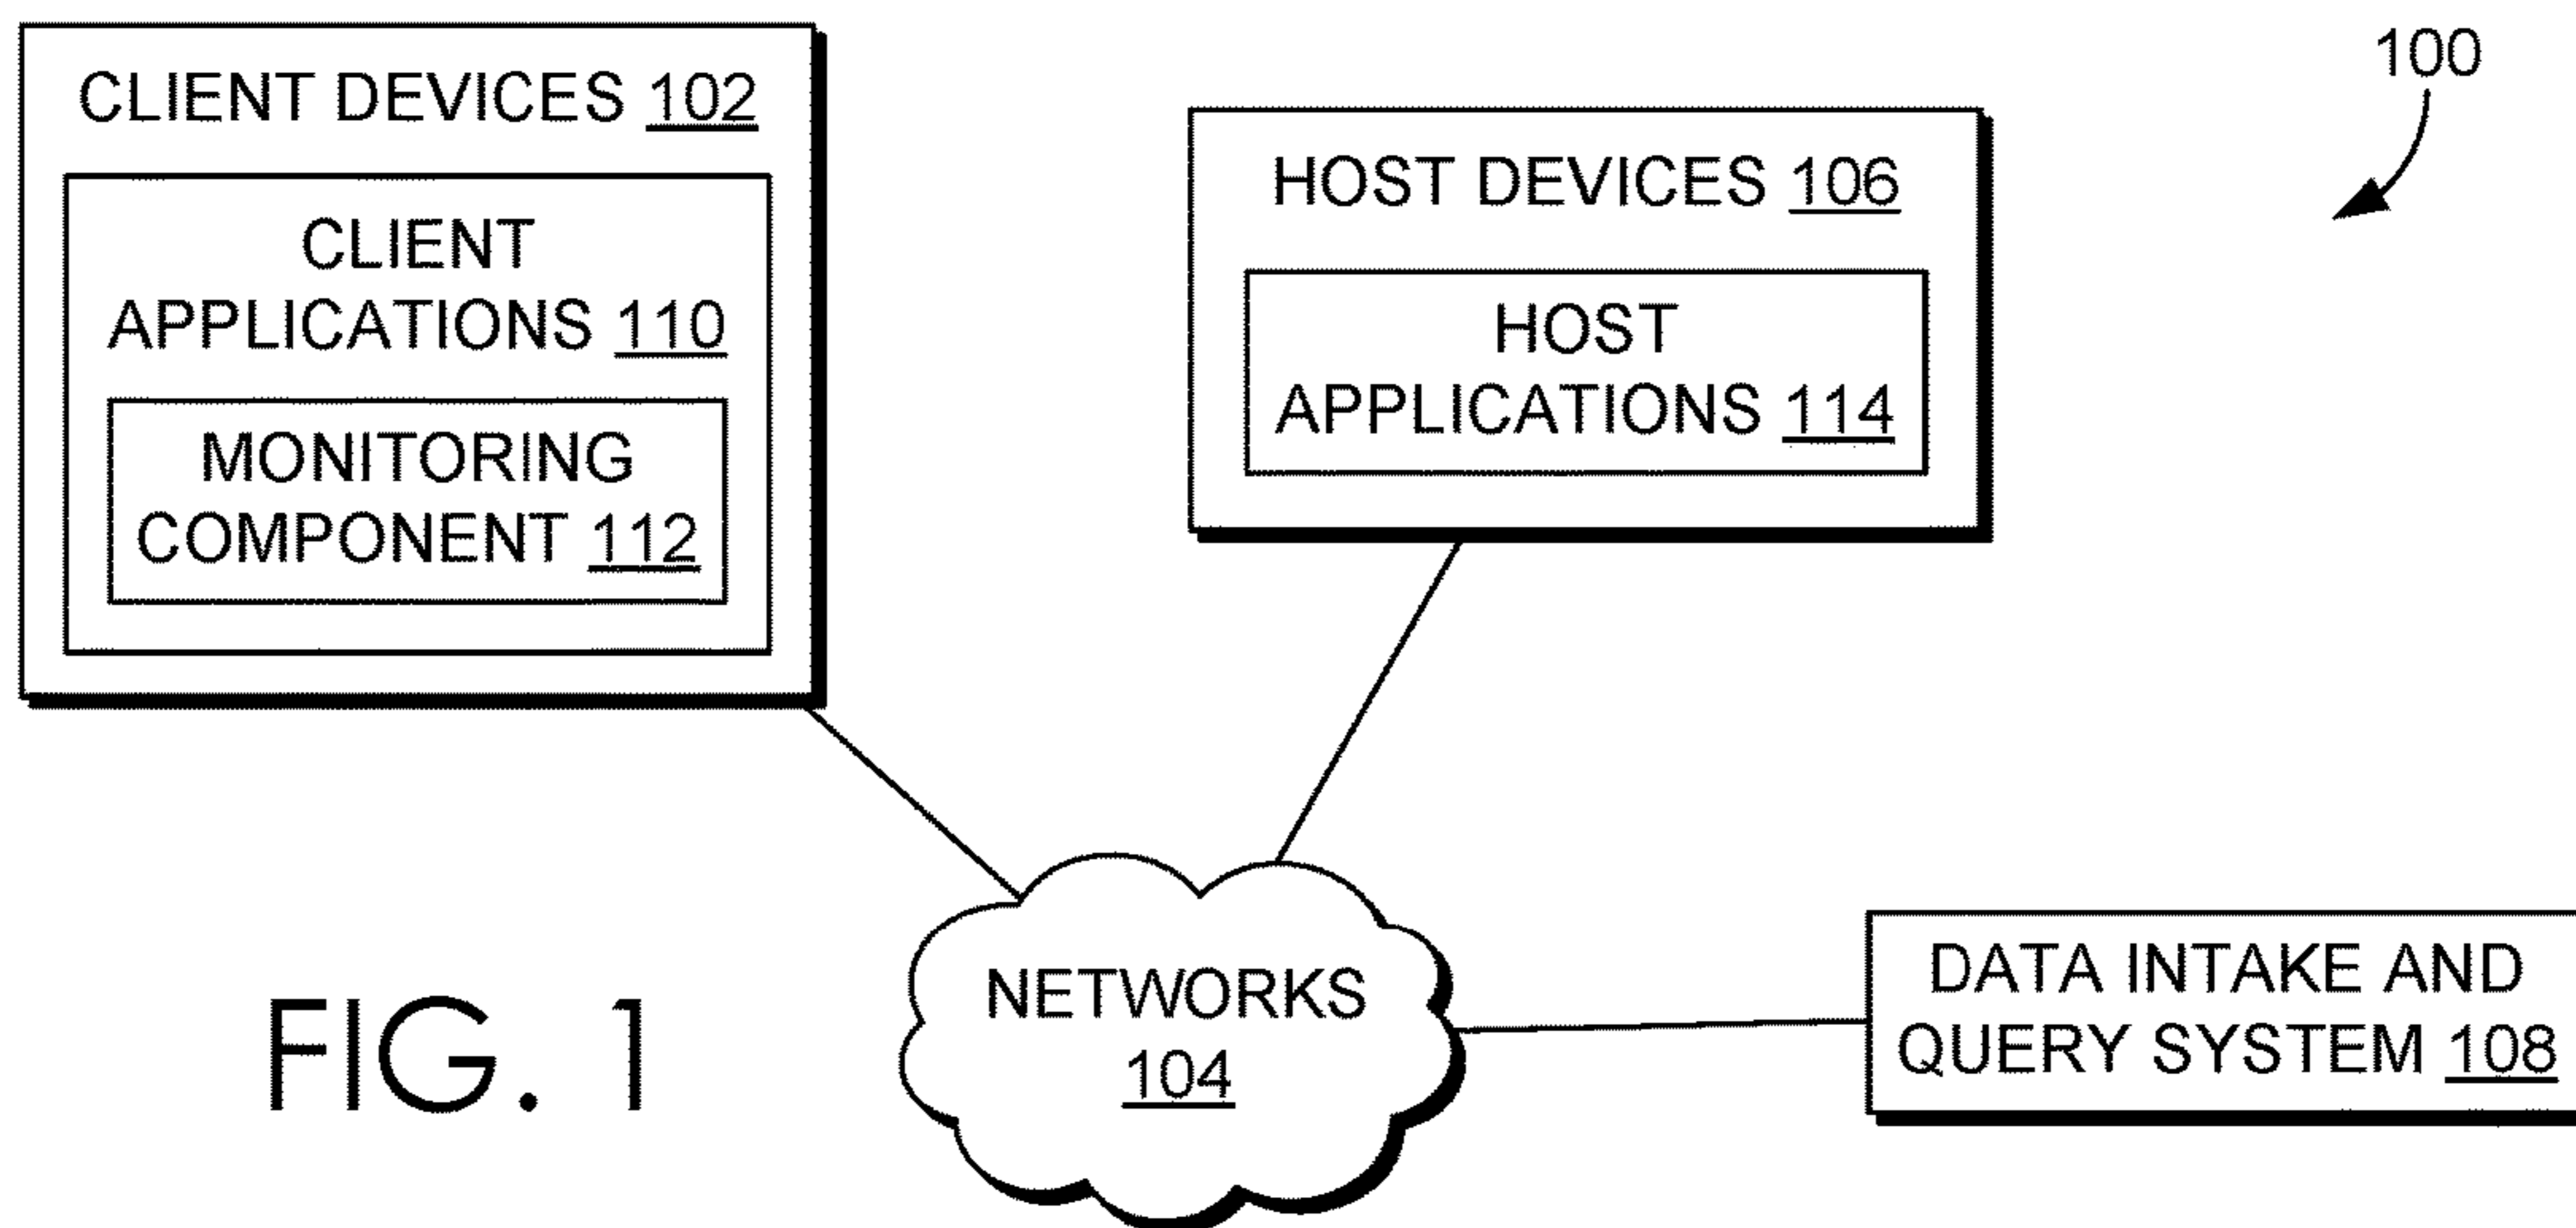 100
CLIENT DEVICES 102
CLIENT
APPLICATIONS 110
MONITORING
COMPONENT 112
HOST DEVICES 106
HOST
APPLICATIONS 114
NETWORKS
104
DATA INTAKE AND
QUERY SYSTEM 108
FIG. 1